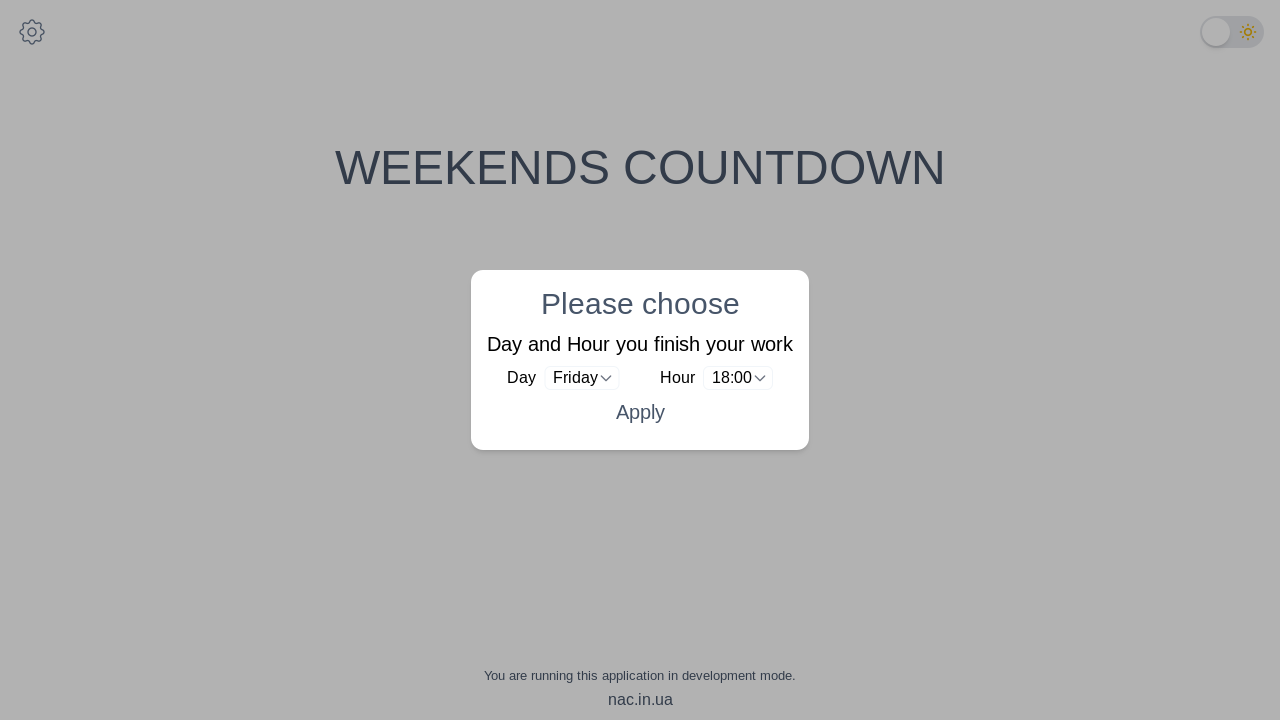 WEEKENDS COUNTDOWN
Please choose
Day and Hour you finish your work
Day Friday Hour 18:00
Apply
You are running this application in development mode.
nac.in.ua